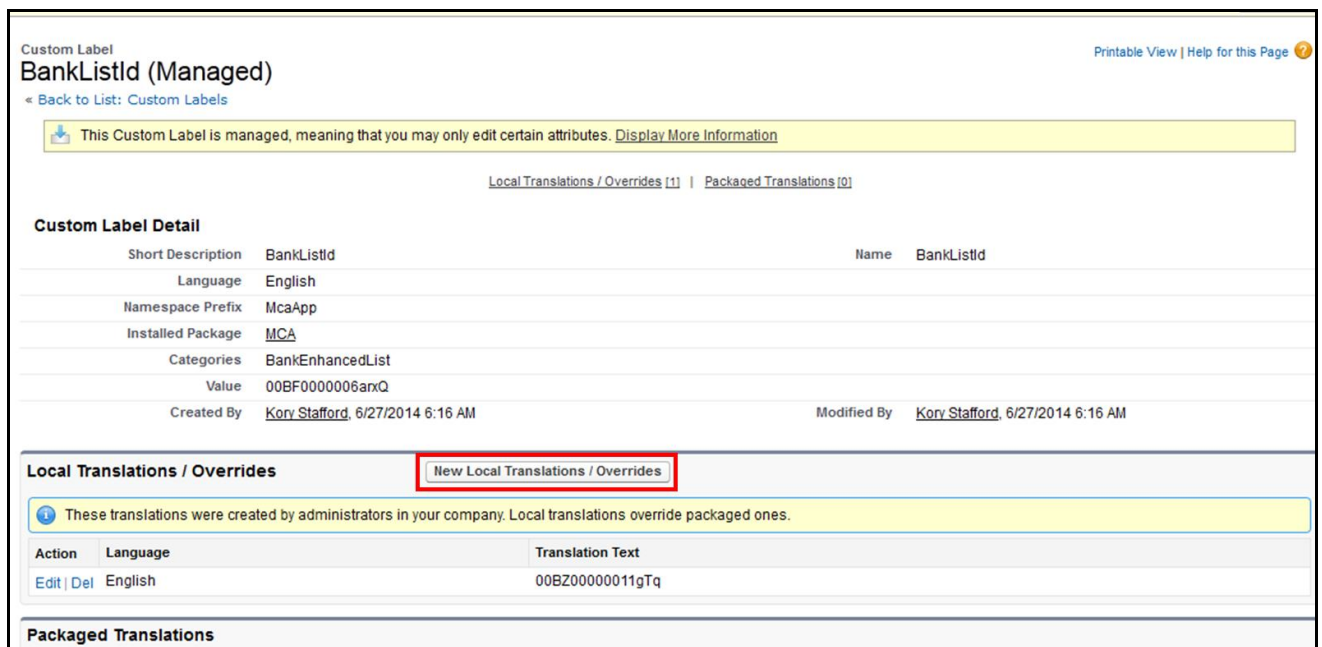 Custom Label
BankListId (Managed)
Printable View | Help for this Page
« Back to List: Custom Labels
This Custom Label is managed, meaning that you may only edit certain attributes. Display More Information
Local Translations / Overrides [1] | Packaged Translations [0]
Custom Label Detail
Short Description BankListId Name BankListId
Language English
Namespace Prefix McaApp
Installed Package MCA
Categories BankEnhancedList
Value 00BF0000006arxQ
Created By Kory Stafford, 6/27/2014 6:16 AM Modified By Kory Stafford, 6/27/2014 6:16 AM
Local Translations / Overrides New Local Translations / Overrides
These translations were created by administrators in your company. Local translations override packaged ones.
Action Language Translation Text
Edit | Del English 00BZ00000011gTq
Packaged Translations